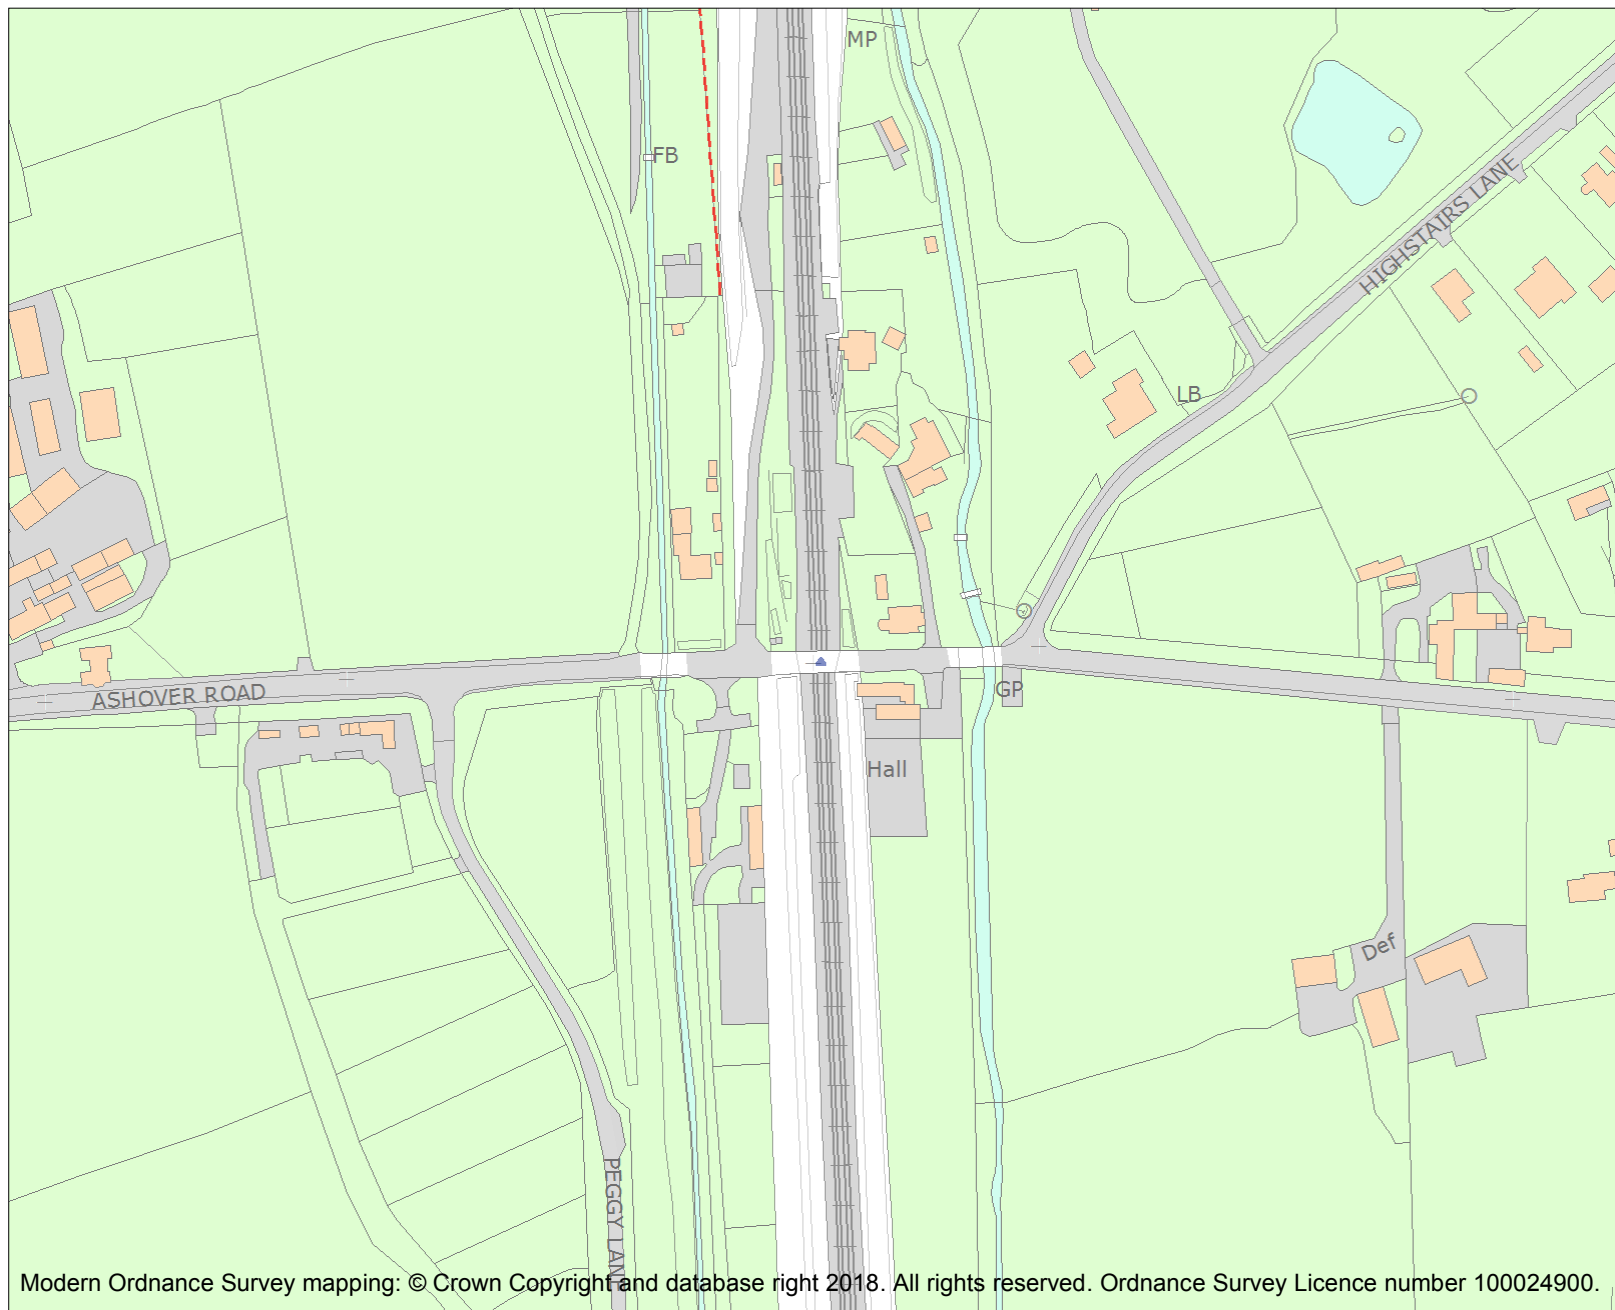 MP
FB
HIGHSTAIRS LANE
LB
ASHOVER ROAD
GP
Hall
Def
PEGGY LANE
Modern Ordnance Survey mapping: © Crown Copyright and database right 2018. All rights reserved. Ordnance Survey Licence number 100024900.